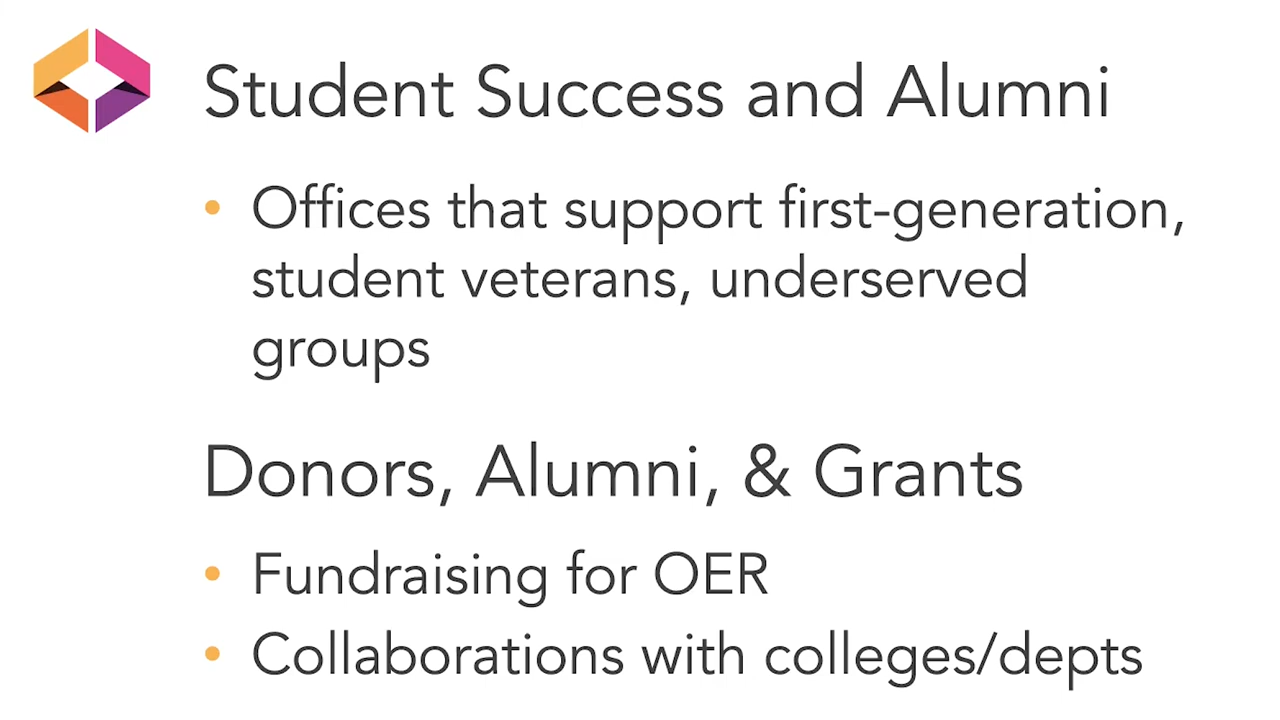 Student Success and Alumni
• Offices that support first-generation,
student veterans, underserved
groups
Donors, Alumni, & Grants
• Fundraising for OER
• Collaborations with colleges/depts